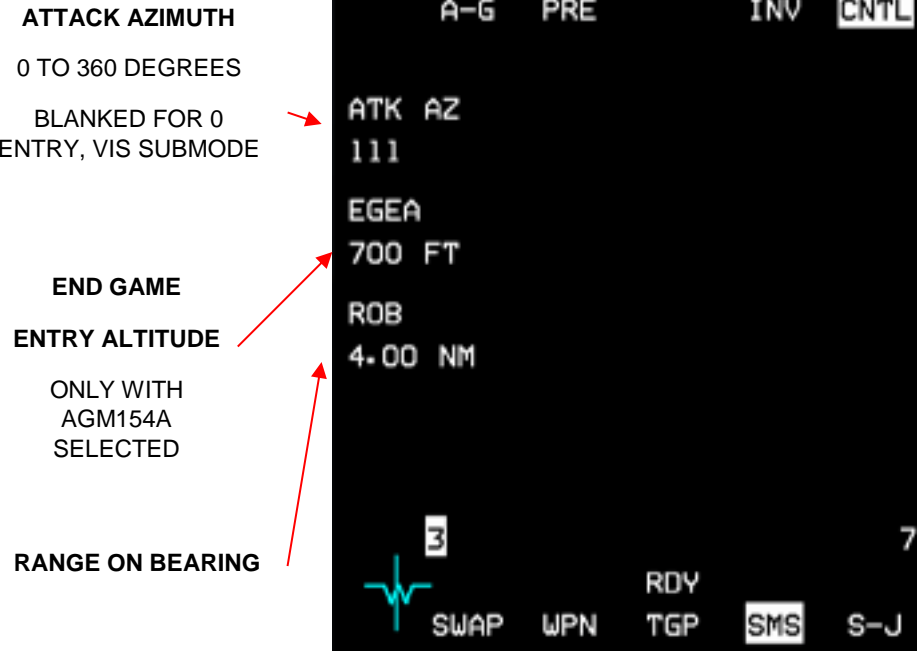 ATTACK AZIMUTH
0 TO 360 DEGREES
BLANKED FOR 0
ENTRY, VIS SUBMODE
END GAME
ENTRY ALTITUDE
ONLY WITH
AGM154A
SELECTED
RANGE ON BEARING
A-G PRE INV CNTL
ATK AZ
111
EGEA
700 FT
ROB
4.00 NM
3 7
RDY
SWAP WPN TGP SMS S-J